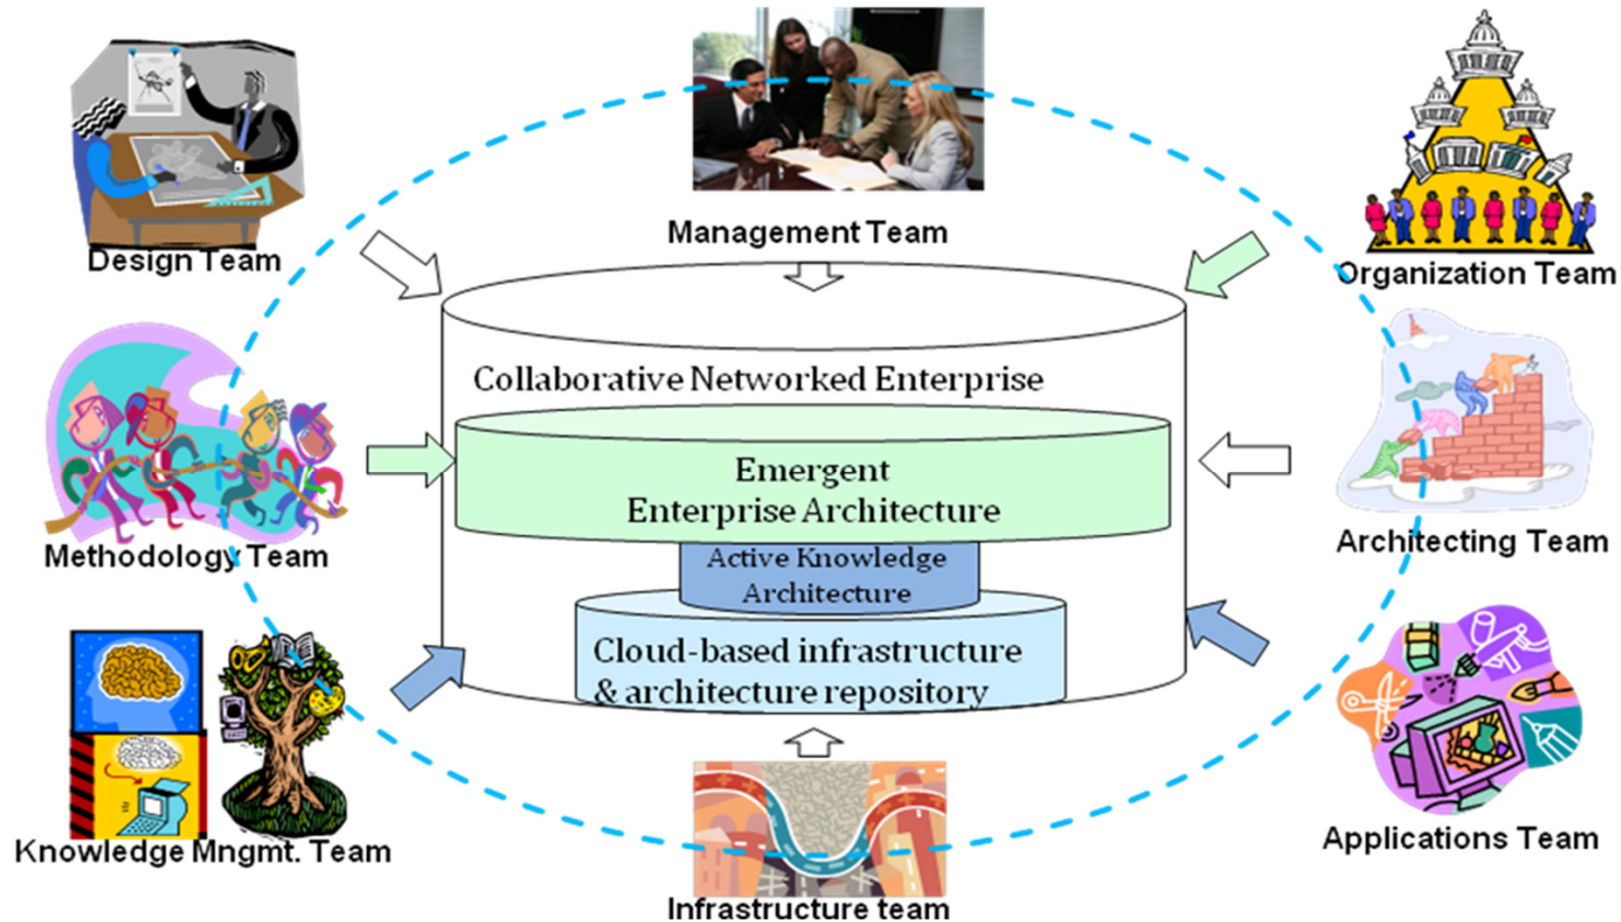 Management Team
Design Team
Organization Team
Collaborative Networked Enterprise
Emergent
Enterprise Architecture
Methodology Team
Architecting Team
Active Knowledge
Architecture
Cloud-based infrastructure
& architecture repository
Knowledge Mngmt. Team
Applications Team
Infrastructure team